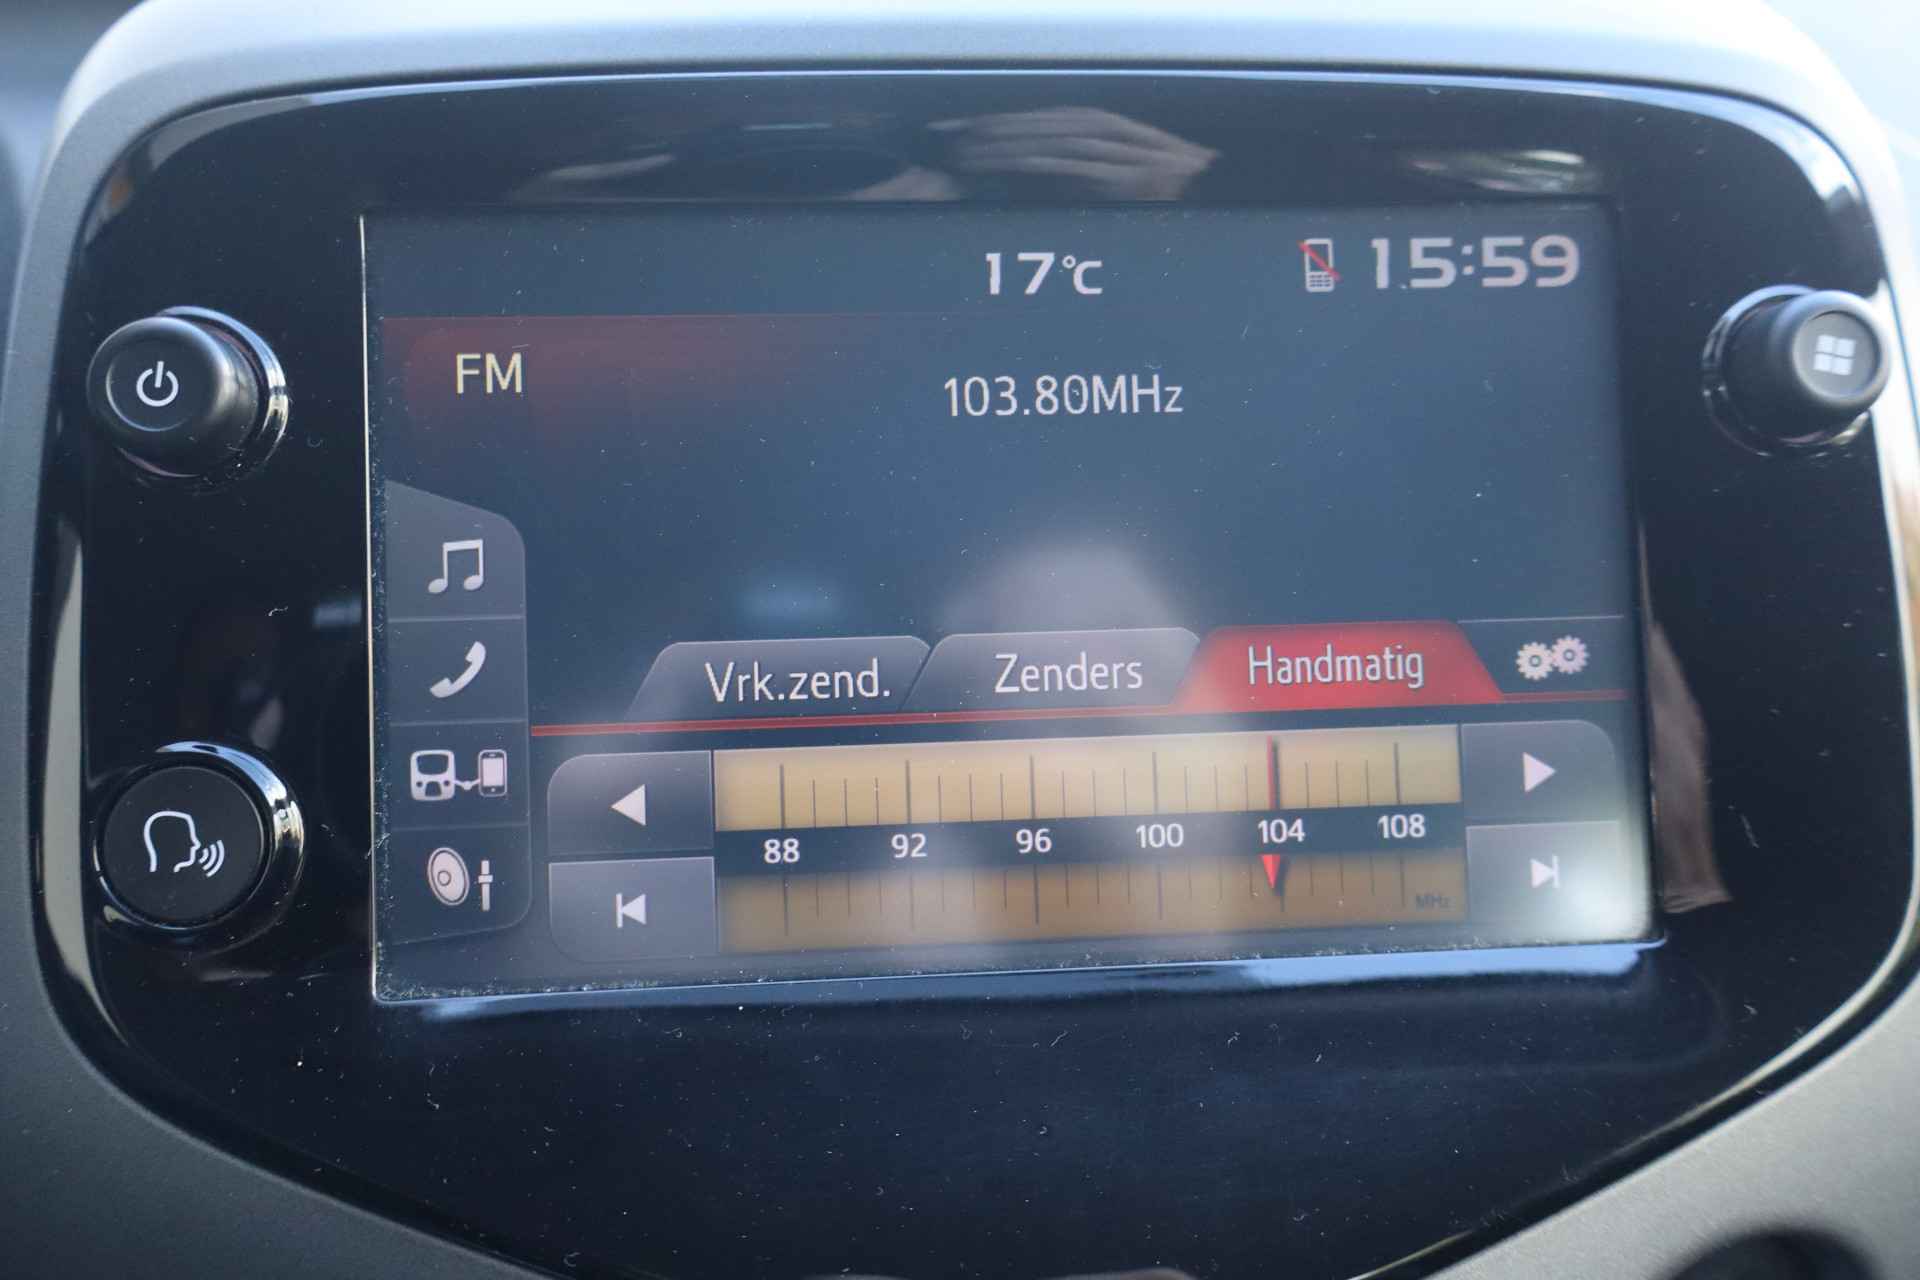 17°C 15:59
FM
103.80MHz
Vrk.zend. Zenders Handmatig
88 92 96 100 104 108
MHz